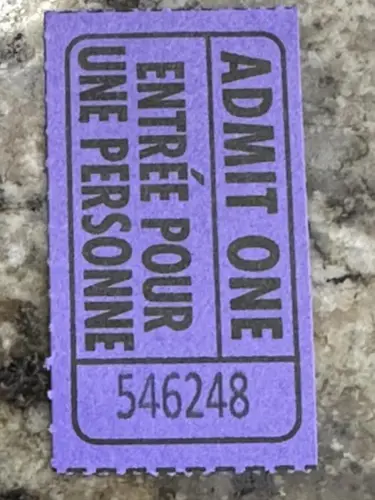 ADMIT ONE
ENTRÉE POUR
UNE PERSONNE
546248